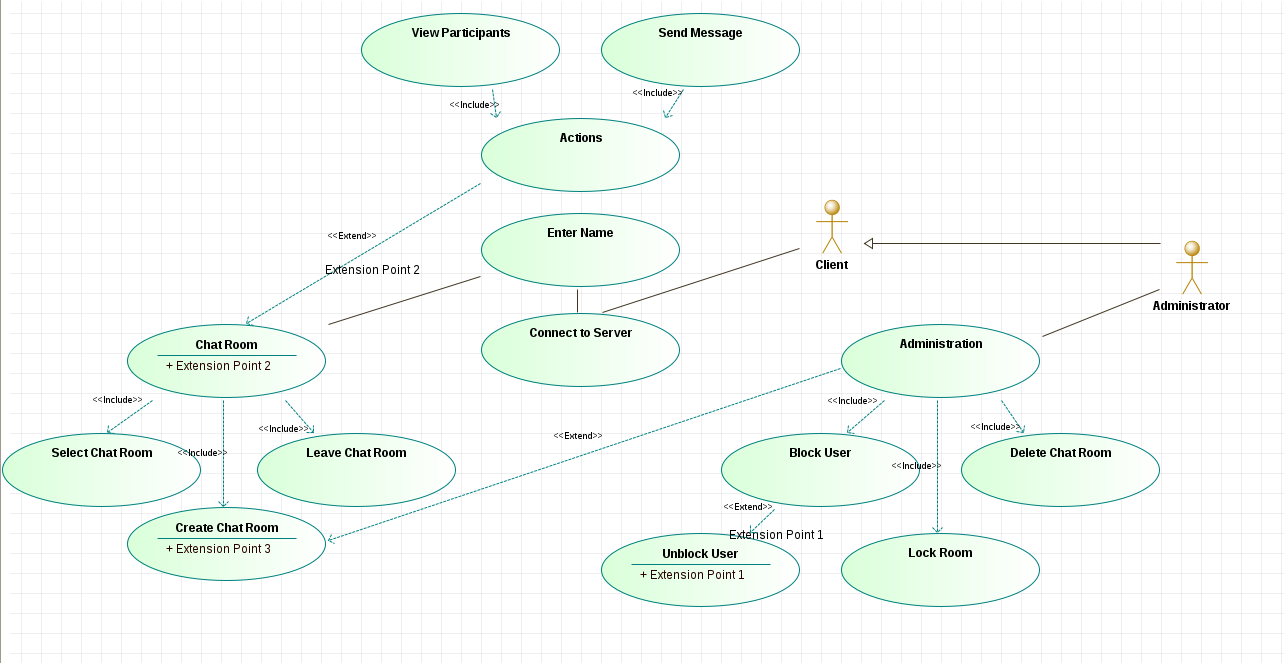 View Participants
Send Message
<<Include>>
<<Include>>
Actions
<<Extend>>
Extension Point 2
Enter Name
Client
Administrator
Connect to Server
Chat Room
+ Extension Point 2
Administration
<<Include>>
<<Include>>
<<Include>>
<<Extend>>
<<Include>>
<<Include>>
<<Include>>
Select Chat Room
Leave Chat Room
Block User
Delete Chat Room
Create Chat Room
+ Extension Point 3
<<Extend>>
Extension Point 1
Unblock User
+ Extension Point 1
Lock Room